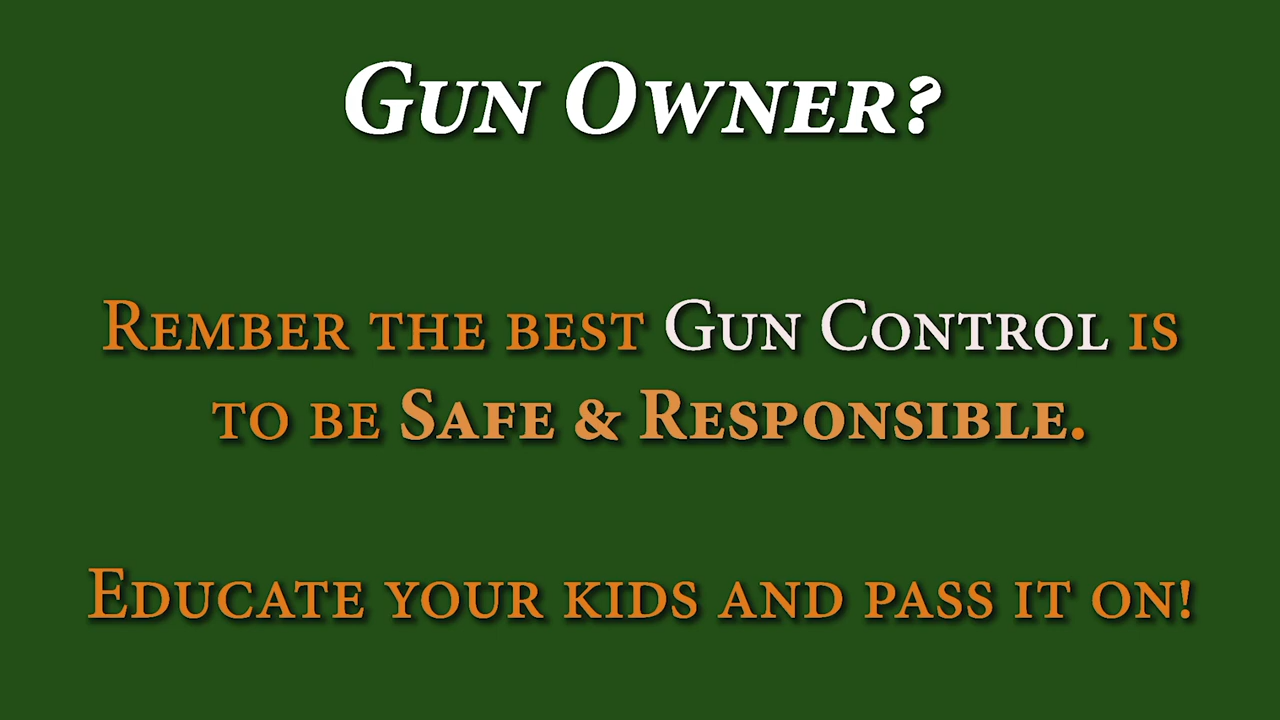 Gun Owner?
Rember the best Gun Control is
to be Safe & Responsible.
Educate your kids and pass it on!